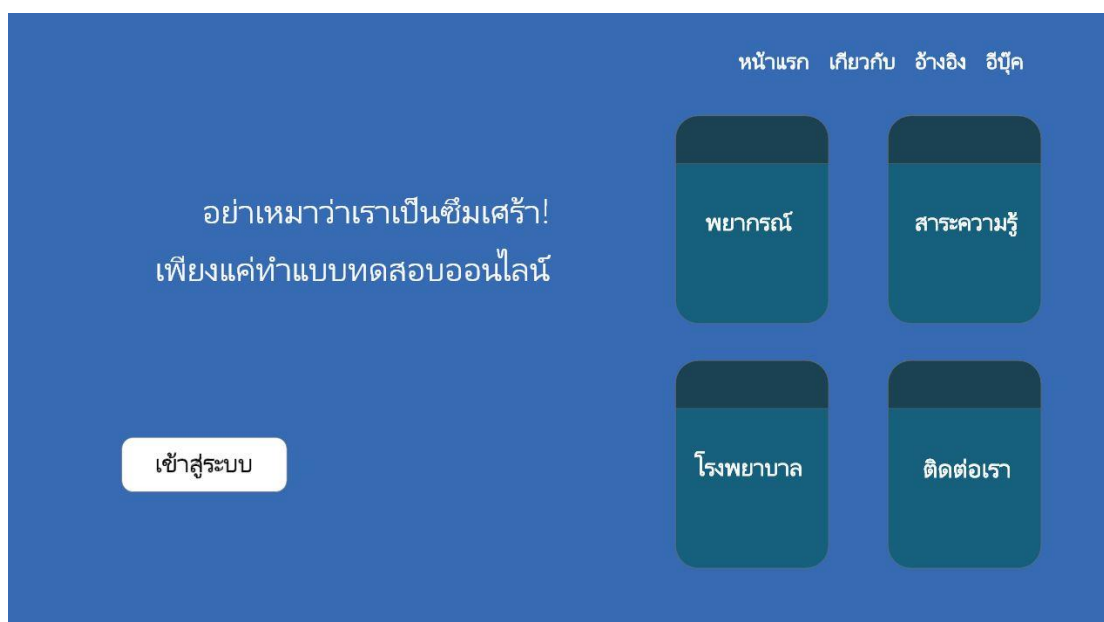 หน้าแรก เกี่ยวกับ อ้างอิง อีบุ๊ค
อย่าเหมาว่าเราเป็นซึมเศร้า!
เพียงแค่ทำแบบทดสอบออนไลน์
เข้าสู่ระบบ
พยากรณ์ สาระความรู้
โรงพยาบาล ติดต่อเรา